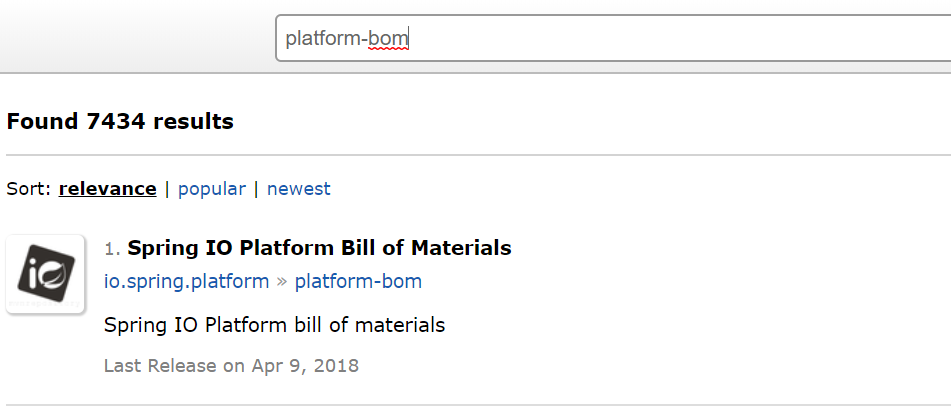 platform-bom
Found 7434 results
Sort: relevance | popular | newest
1. Spring IO Platform Bill of Materials
io.spring.platform » platform-bom
Spring IO Platform bill of materials
Last Release on Apr 9, 2018